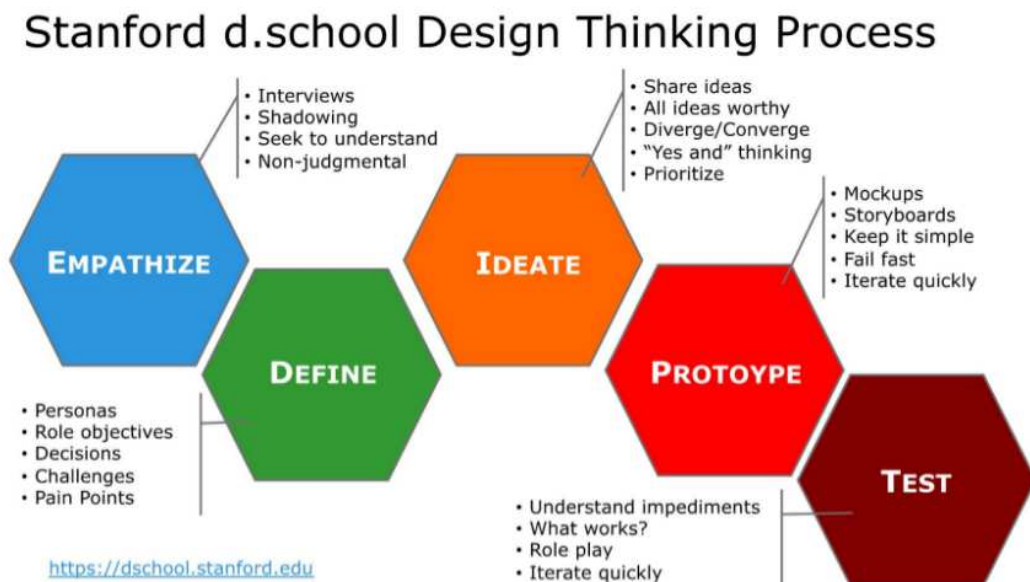 Stanford d.school Design Thinking Process
• Interviews
• Shadowing
• Seek to understand
• Non-judgmental
EMPATHIZE
• Personas
• Role objectives
• Decisions
• Challenges
• Pain Points
DEFINE
• Share ideas
• All ideas worthy
• Diverge/Converge
• “Yes and” thinking
• Prioritize
IDEATE
• Mockups
• Storyboards
• Keep it simple
• Fail fast
• Iterate quickly
PROTOYPE
• Understand impediments
• What works?
• Role play
• Iterate quickly
TEST
https://dschool.stanford.edu